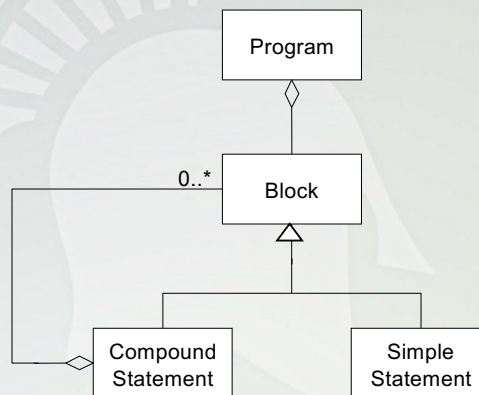 Program
0..*
Block
Compound
Statement
Simple
Statement